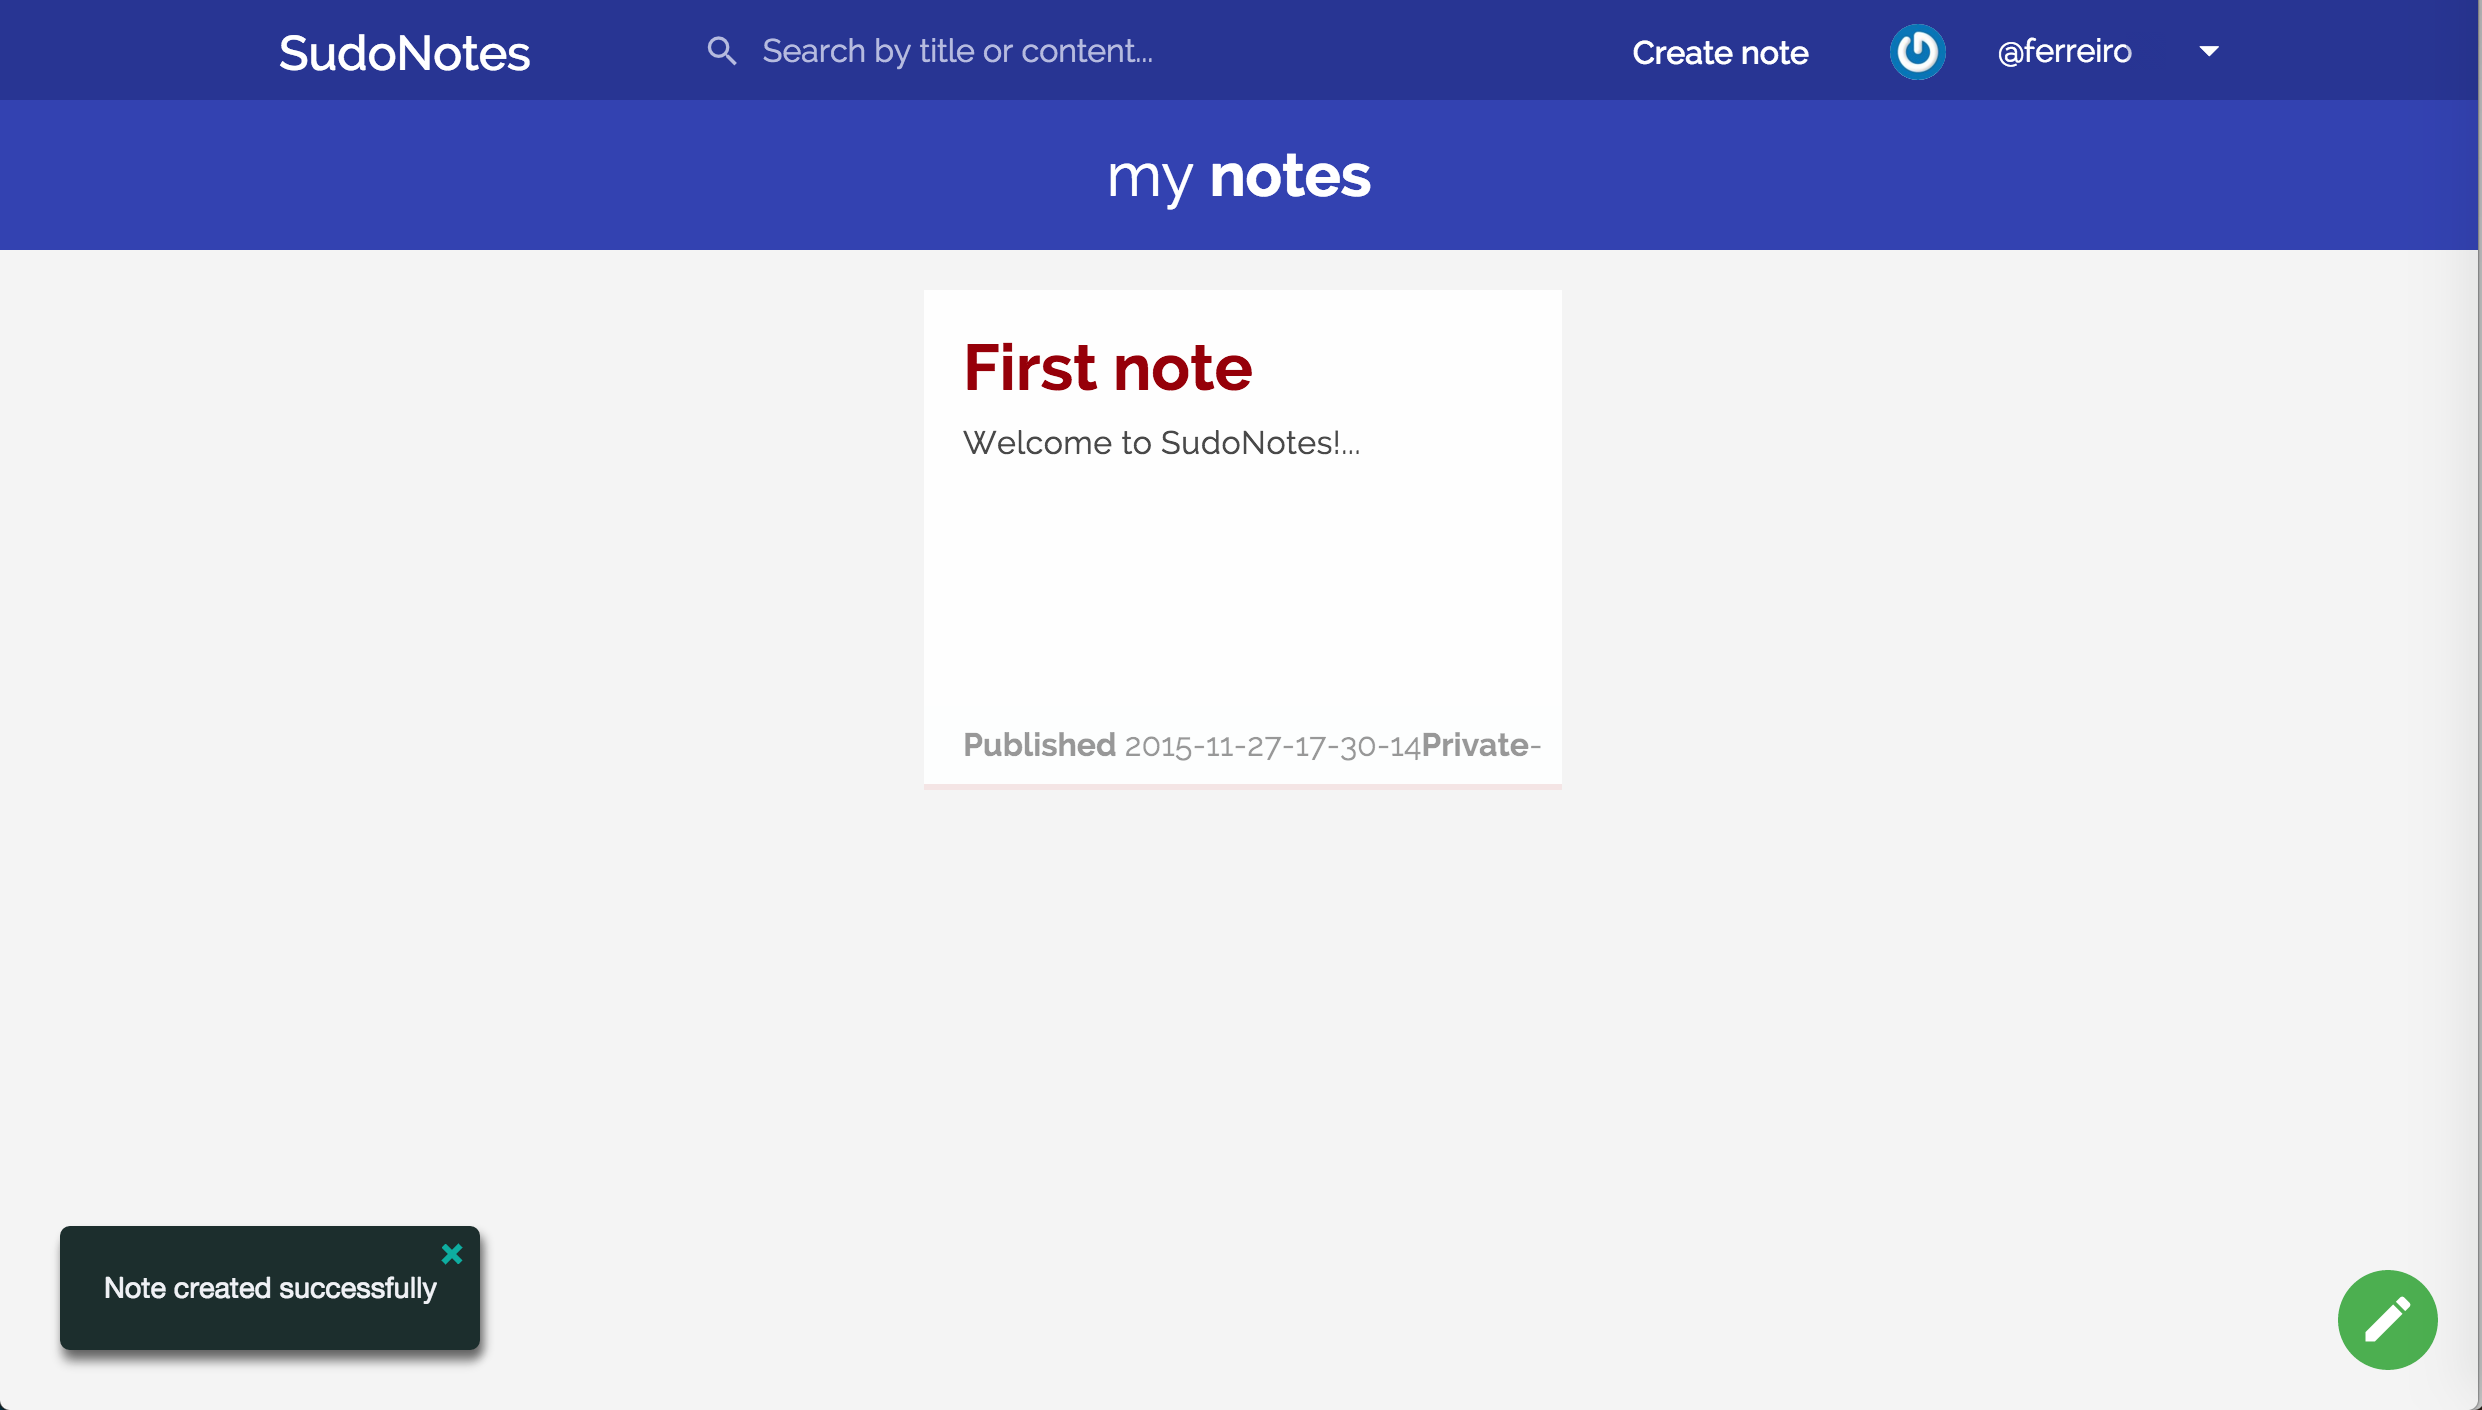 SudoNotes
Search by title or content...
Create note
@ferreiro
my notes
First note
Welcome to SudoNotes!...
Published 2015-11-27-17-30-14Private-
Note created successfully